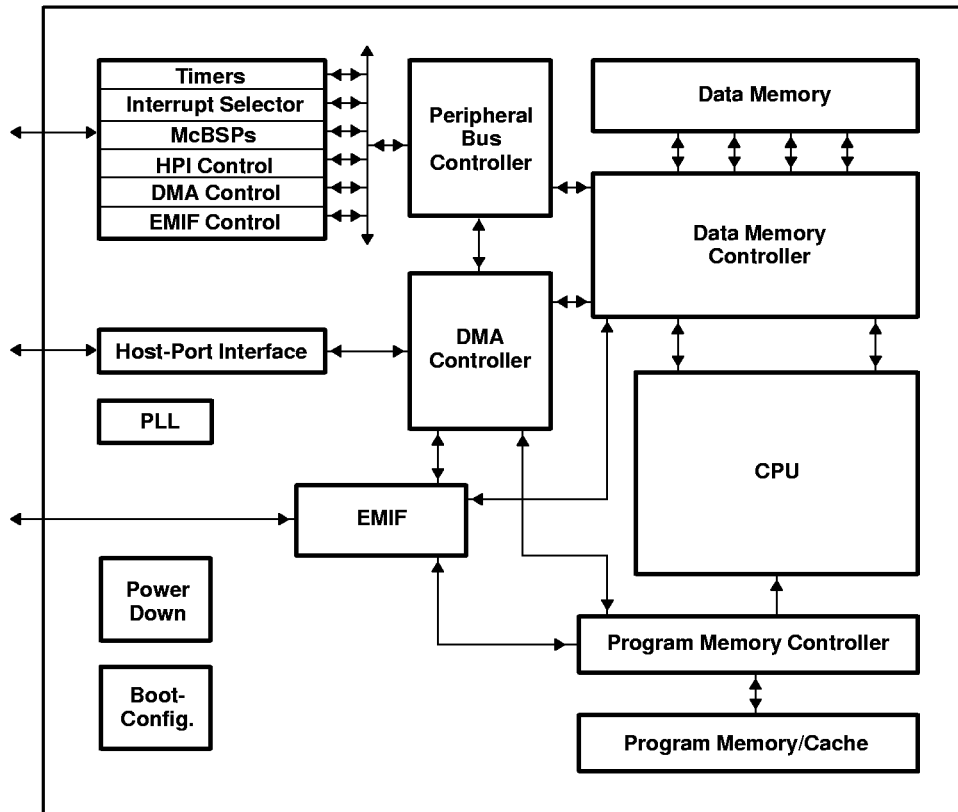 Timers
Interrupt Selector
McBSPs
HPI Control
DMA Control
EMIF Control
Peripheral
Bus
Controller
Data Memory
Data Memory
Controller
Host-Port Interface
DMA
Controller
PLL
CPU
EMIF
Power
Down
Program Memory Controller
Boot-
Config.
Program Memory/Cache